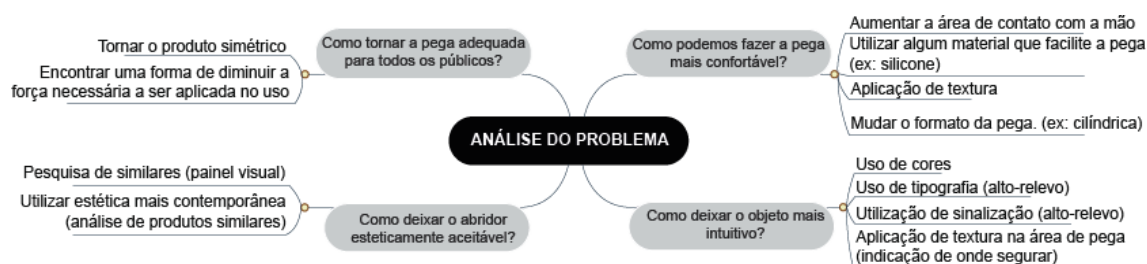 Como tornar a pega adequada
para todos os públicos?
Tornar o produto simétrico
Encontrar uma forma de diminuir a
força necessária a ser aplicada no uso
Como podemos fazer a pega
mais confortável?
Aumentar a área de contato com a mão
Utilizar algum material que facilite a pega
(ex: silicone)
Aplicação de textura
Mudar o formato da pega. (ex: cilíndrica)
ANÁLISE DO PROBLEMA
Pesquisa de similares (painel visual)
Utilizar estética mais contemporânea
(análise de produtos similares)
Como deixar o abridor
esteticamente aceitável?
Como deixar o objeto mais
intuitivo?
Uso de cores
Uso de tipografia (alto-relevo)
Utilização de sinalização (alto-relevo)
Aplicação de textura na área de pega
(indicação de onde segurar)